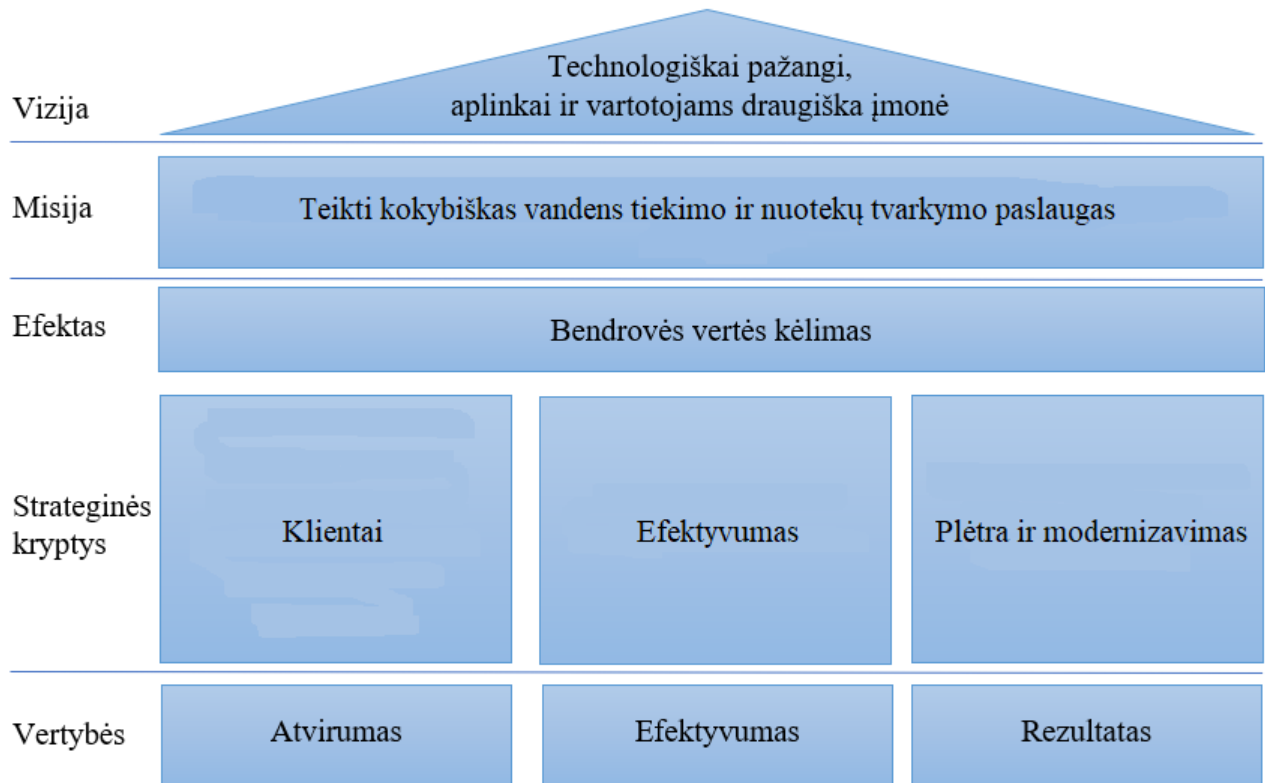 Technologiškai pažangi,
Vizija
aplinkai ir vartotojams draugiška įmonė
Misija
Teikti kokybiškas vandens tiekimo ir nuotekų tvarkymo paslaugas
Efektas
Bendrovės vertės kėlimas
Strateginės
kryptys
Klientai
Efektyvumas
Plėtra ir modernizavimas
Vertybės
Atvirumas
Efektyvumas
Rezultatas